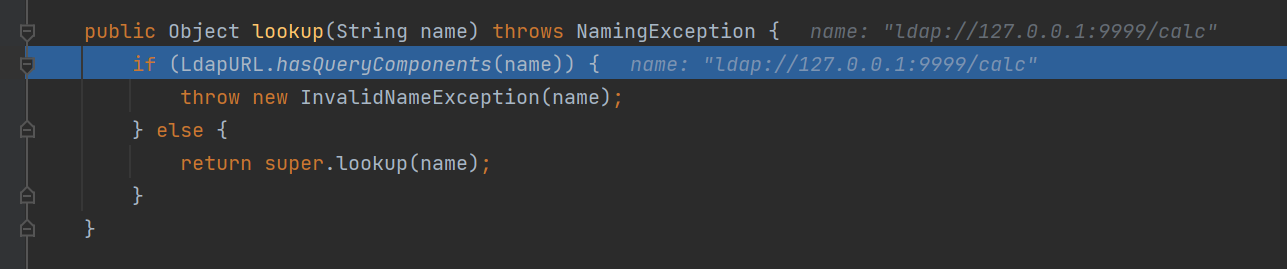 public Object lookup(String name) throws NamingException {   name: "ldap://127.0.0.1:9999/calc"
    if (LdapURL.hasQueryComponents(name)) {   name: "ldap://127.0.0.1:9999/calc"
        throw new InvalidNameException(name);
    } else {
        return super.lookup(name);
    }
}